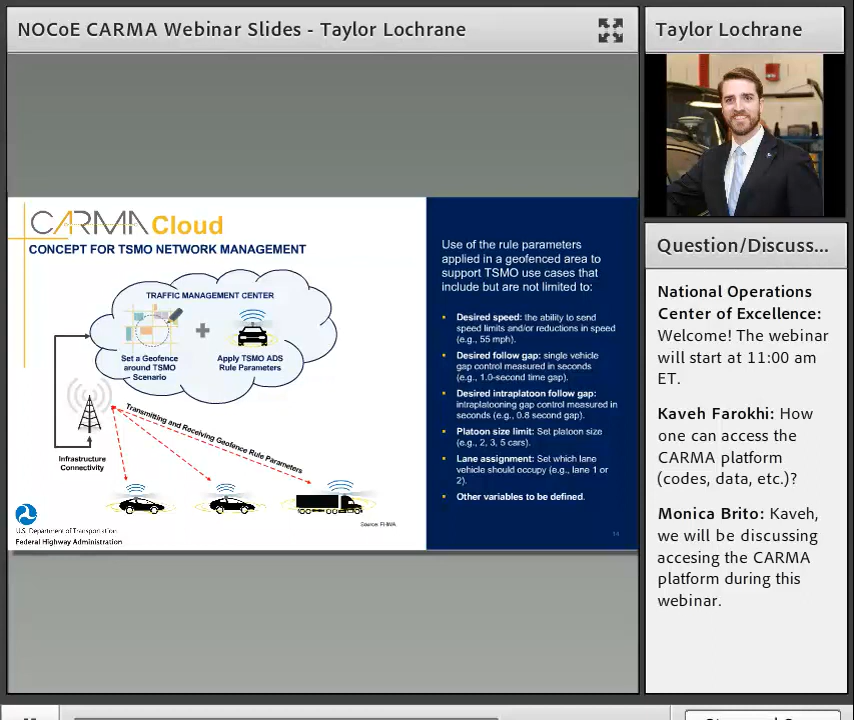 NOCoE CARMA Webinar Slides - Taylor Lochrane
CARMA Cloud
CONCEPT FOR TSMO NETWORK MANAGEMENT
TRAFFIC MANAGEMENT CENTER
Set a Geofence
around TSMO
Scenario
Apply TSMO ADS
Rule Parameters
Infrastructure
Connectivity
Transmitting and Receiving Geofence Rule Parameters
Source: FHWA
U.S. Department of Transportation
Federal Highway Administration
Use of the rule parameters
applied in a geofenced area to
support TSMO use cases that
include but are not limited to:
Desired speed: the ability to send
speed limits and/or reductions in speed
(e.g., 55 mph).
Desired follow gap: single vehicle
gap control measured in seconds
(e.g., 1.0-second time gap).
Desired intraplatoon follow gap:
intraplatooning gap control measured in
seconds (e.g., 0.8 second gap).
Platoon size limit: Set platoon size
(e.g., 2, 3, 5 cars).
Lane assignment: Set which lane
vehicle should occupy (e.g., lane 1 or
2).
Other variables to be defined.
14
Taylor Lochrane
Question/Discuss...
National Operations
Center of Excellence:
Welcome! The webinar
will start at 11:00 am
ET.
Kaveh Farokhi: How
one can access the
CARMA platform
(codes, data, etc.)?
Monica Brito: Kaveh,
we will be discussing
accesing the CARMA
platform during this
webinar.